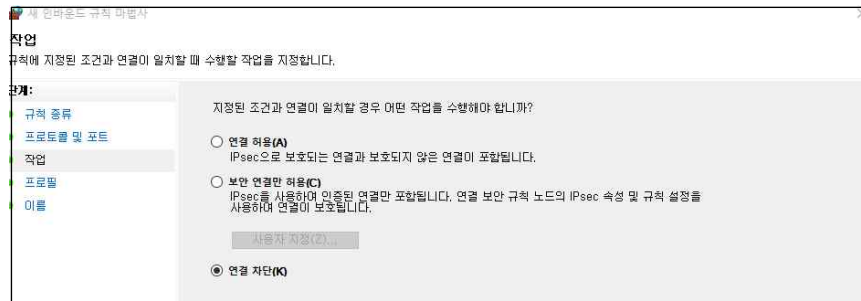 새 인바운드 규칙 마법사
작업
규칙에 지정된 조건과 연결이 일치할 때 수행할 작업을 지정합니다.
단계:
규칙 종류
프로토콜 및 포트
작업
프로필
이름
지정된 조건과 연결이 일치할 경우 어떤 작업을 수행해야 합니까?
연결 허용(A)
IPsec으로 보호되는 연결과 보호되지 않은 연결이 포함됩니다.
보안 연결만 허용(C)
IPsec을 사용하여 인증된 연결만 포함됩니다. 연결 보안 규칙 노드의 IPsec 속성 및 규칙 설정을
사용하여 연결이 보호됩니다.
사용자 지정(Z)...
연결 차단(K)